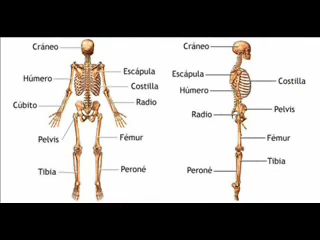 Cráneo
Escápula
Húmero
Costilla
Cúbito
Radio
Pelvis
Fémur
Tibia
Peroné
Cráneo
Escápula
Costilla
Húmero
Radio
Pelvis
Fémur
Tibia
Peroné